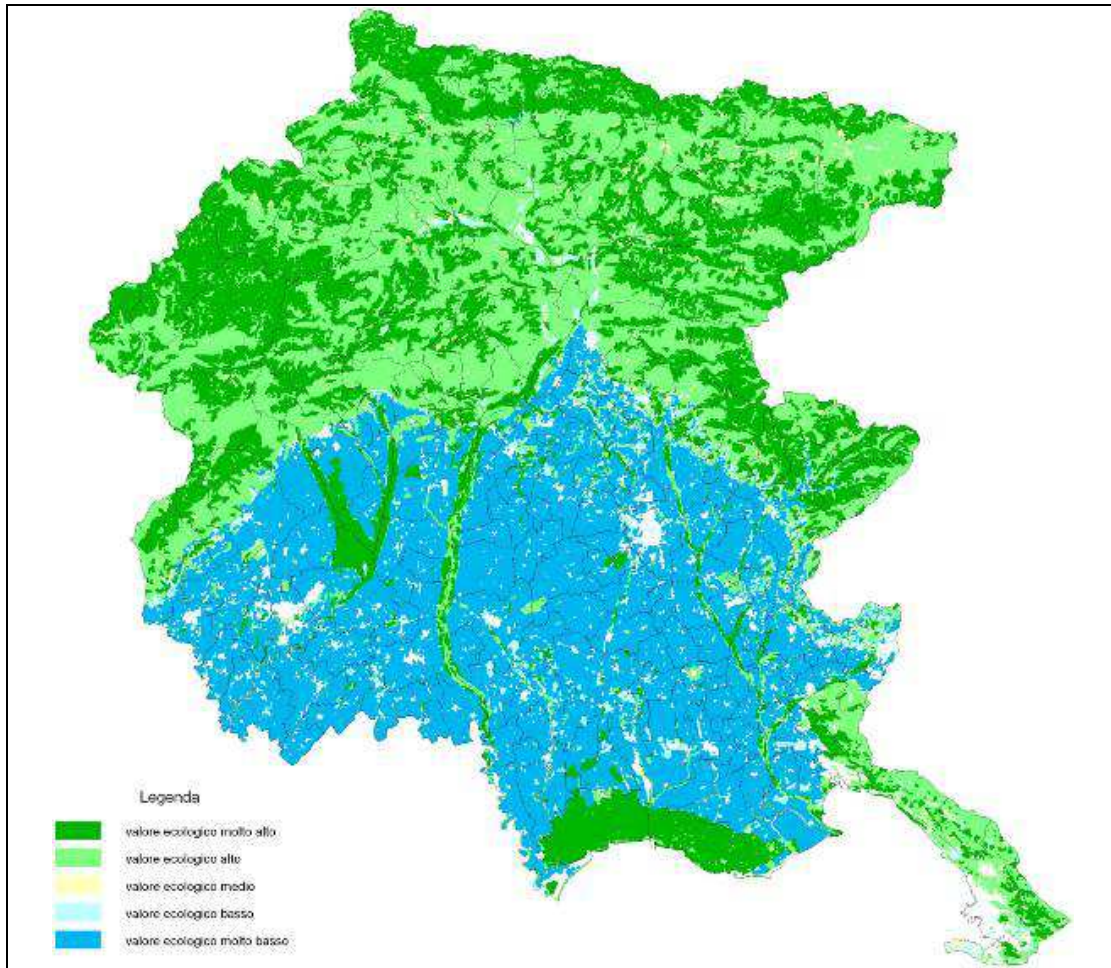 Legenda
valore ecologico molto alto
valore ecologico alto
valore ecologico medio
valore ecologico basso
valore ecologico molto basso